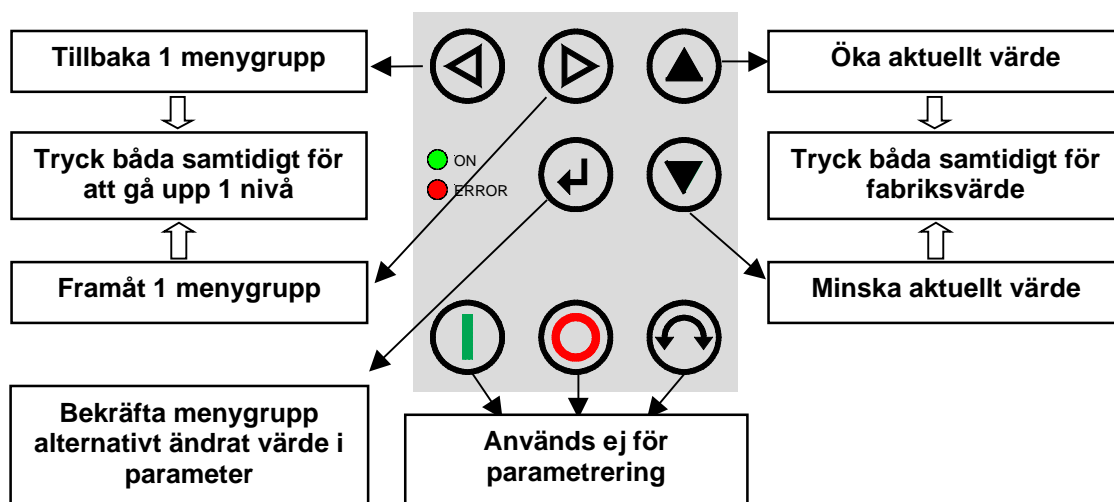 Tillbaka 1 menygrupp
Tryck båda samtidigt för
att gå upp 1 nivå
Framåt 1 menygrupp
Bekräfta menygrupp
alternativt ändrat värde i
parameter
ON
ERROR
Används ej för
parametrering
Öka aktuellt värde
Tryck båda samtidigt för
fabriksvärde
Minska aktuellt värde